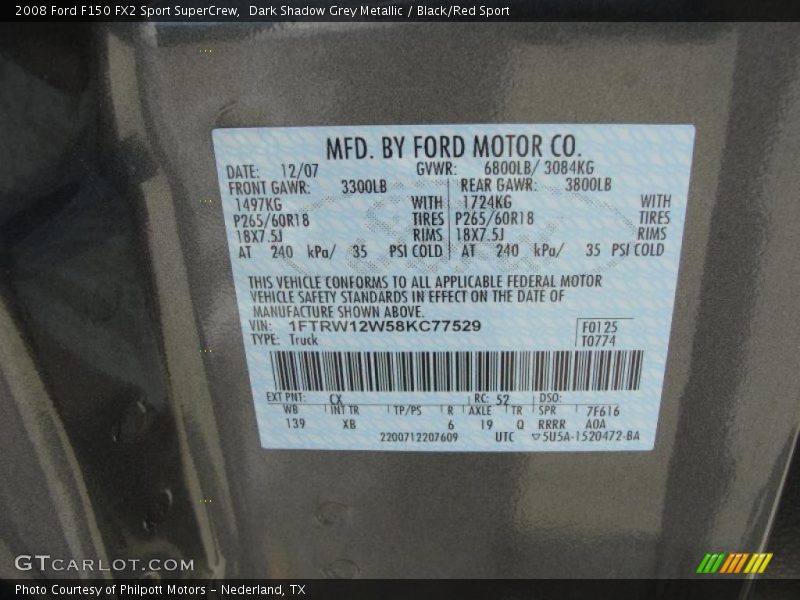 2008 Ford F150 FX2 Sport SuperCrew,  Dark Shadow Grey Metallic / Black/Red Sport
MFD. BY FORD MOTOR CO.
DATE: 12/07 GVWR: 6800LB/ 3084KG
FRONT GAWR: 3300LB REAR GAWR: 3800LB
1497KG WITH 1724KG WITH
P265/60R18 TIRES P265/60R18 TIRES
18X7.5J RIMS 18X7.5J RIMS
AT 240 kPa/ 35 PSI COLD AT 240 kPa/ 35 PSI COLD
THIS VEHICLE CONFORMS TO ALL APPLICABLE FEDERAL MOTOR
VEHICLE SAFETY STANDARDS IN EFFECT ON THE DATE OF
MANUFACTURE SHOWN ABOVE.
VIN: 1FTRW12W58KC77529 F0125
TYPE: Truck T0774
EXT PNT: CX RC: 52 DSO:
WB INT TR TP/PS R AXLE TR SPR 7F616
139 XB 6 19 Q RRRR A0A
2200712207609 UTC ▽5U5A-1520472-BA
GTCARLOT.COM
Photo Courtesy of Philpott Motors – Nederland, TX